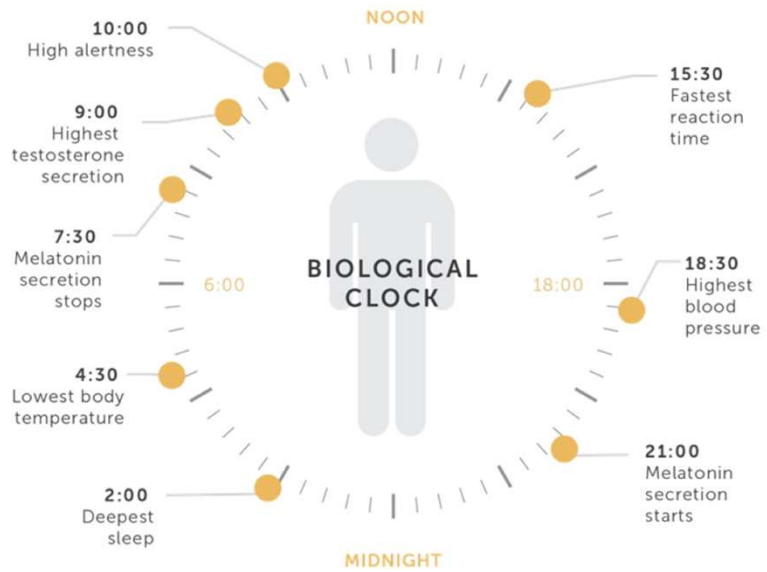 NOON
10:00
High alertness
9:00
Highest
testosterone
secretion
7:30
Melatonin
secretion
stops
6:00
4:30
Lowest body
temperature
2:00
Deepest
sleep
BIOLOGICAL
CLOCK
15:30
Fastest
reaction
time
18:00
18:30
Highest
blood
pressure
21:00
Melatonin
secretion
starts
MIDNIGHT